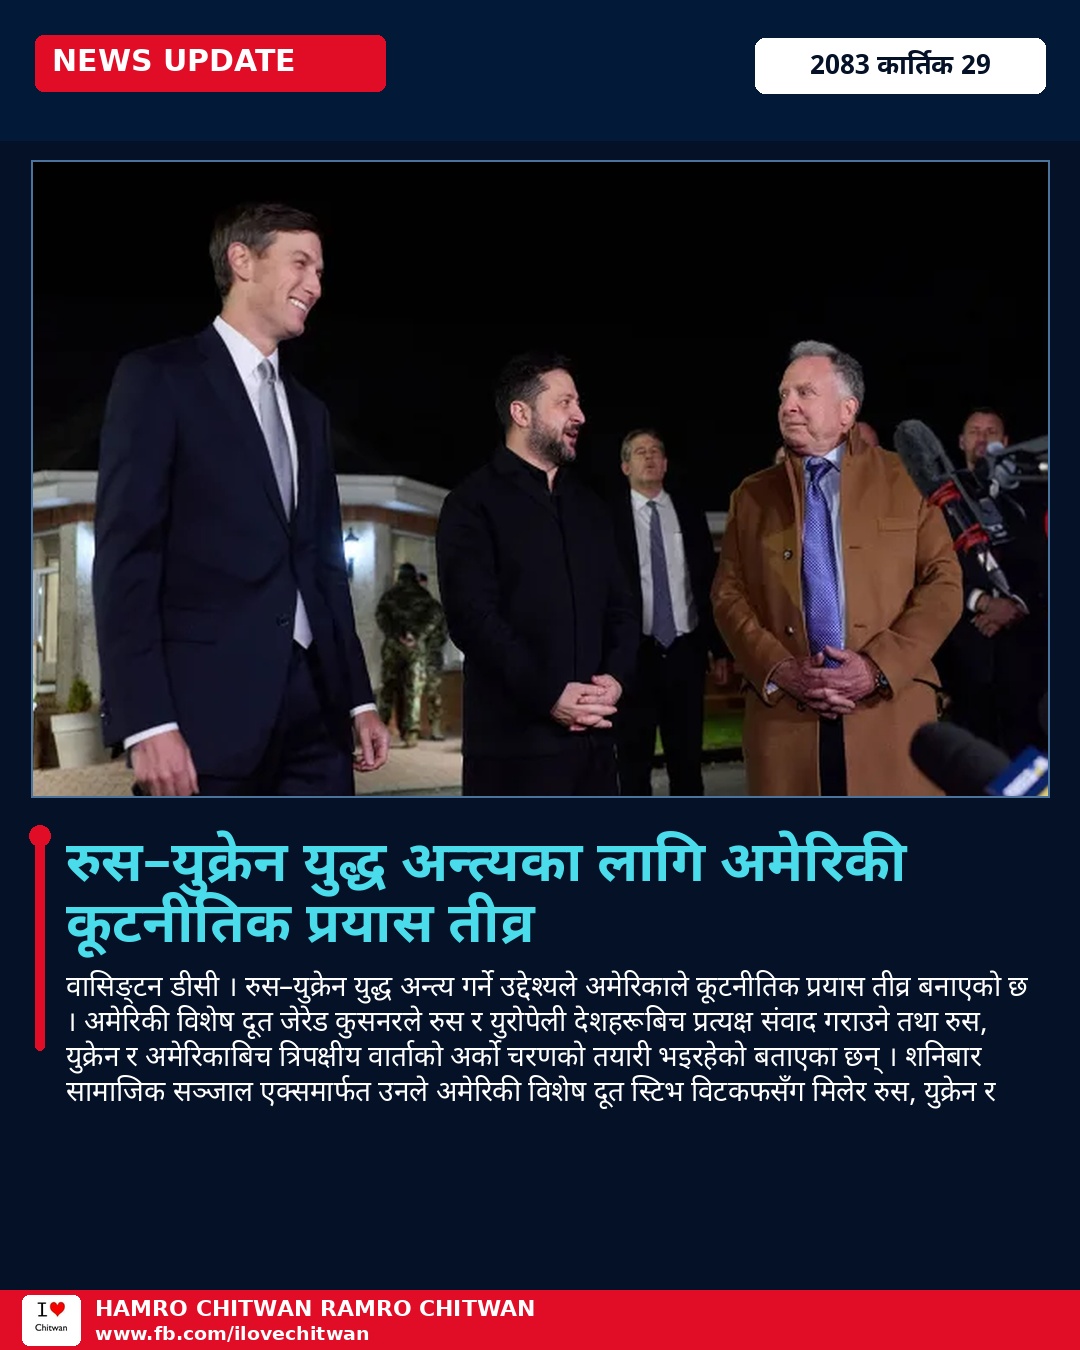 NEWS UPDATE
2083 कार्तिक 29
रुस–युक्रेन युद्ध अन्त्यका लागि अमेरिकी
कूटनीतिक प्रयास तीव्र
वासिङ्टन डीसी । रुस–युक्रेन युद्ध अन्त्य गर्ने उद्देश्यले अमेरिकाले कूटनीतिक प्रयास तीव्र बनाएको छ
। अमेरिकी विशेष दूत जेरेड कुसनरले रुस र युरोपेली देशहरूबिच प्रत्यक्ष संवाद गराउने तथा रुस,
युक्रेन र अमेरिकाबिच त्रिपक्षीय वार्ताको अर्को चरणको तयारी भइरहेको बताएका छन् । शनिबार
सामाजिक सञ्जाल एक्समार्फत उनले अमेरिकी विशेष दूत स्टिभ विटकफसँग मिलेर रुस, युक्रेन र
I
Chitwan
HAMRO CHITWAN RAMRO CHITWAN
www.fb.com/ilovechitwan